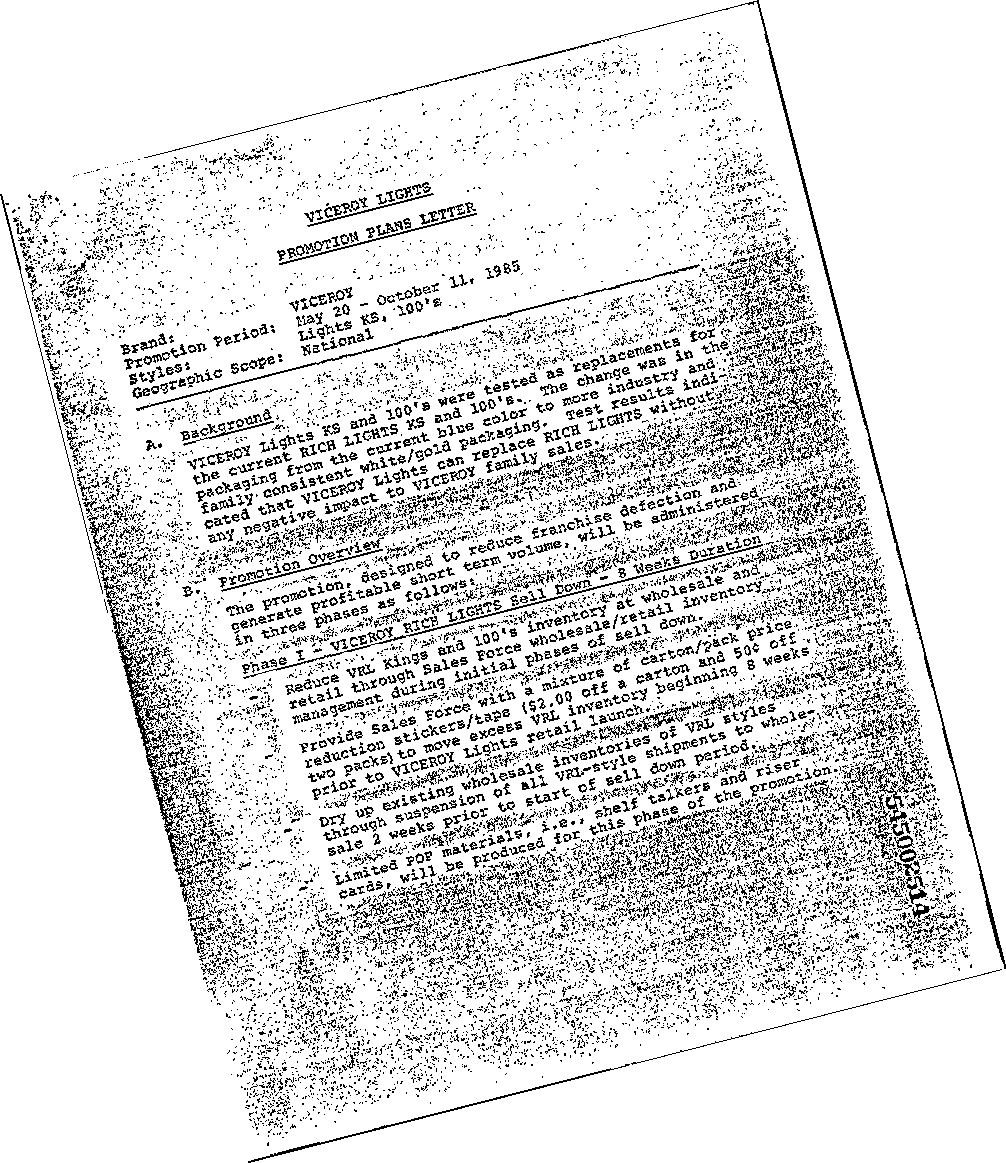 VICEROY LIGHTS
PROMOTION PLANS LETTER
Brand: VICEROY
Promotion Period: May 20 - October 11, 1985
Styles: Lights KS, 100's
Geographic Scope: National
A. Background
VICEROY Lights KS and 100's were tested as replacements for
the current RICH LIGHTS KS and 100's. The change was in the
packaging from the current blue color to more industry and
family consistent white/gold packaging. Test results indi-
cated that VICEROY Lights can replace RICH LIGHTS without
any negative impact to VICEROY family sales.
B. Promotion Overview
The promotion, designed to reduce franchise defection and
generate profitable short term volume, will be administered
in three phases as follows:
Phase I - VICEROY RICH LIGHTS Sell Down - 8 Weeks Duration
- Reduce VRL Kings and 100's inventory at wholesale and
retail through Sales Force wholesale/retail inventory
management during initial phases of sell down.
- Provide Sales Force with a mixture of carton/pack price
reduction stickers/taps ($2.00 off a carton and 50¢ off
two packs) to move excess VRL inventory beginning 8 weeks
prior to VICEROY Lights retail launch.
- Dry up existing wholesale inventories of VRL styles
through suspension of all VRL-style shipments to whole-
sale 2 weeks prior to start of sell down period.
- Limited POP materials, i.e., shelf talkers and riser
cards, will be produced for this phase of the promotion.
515002514